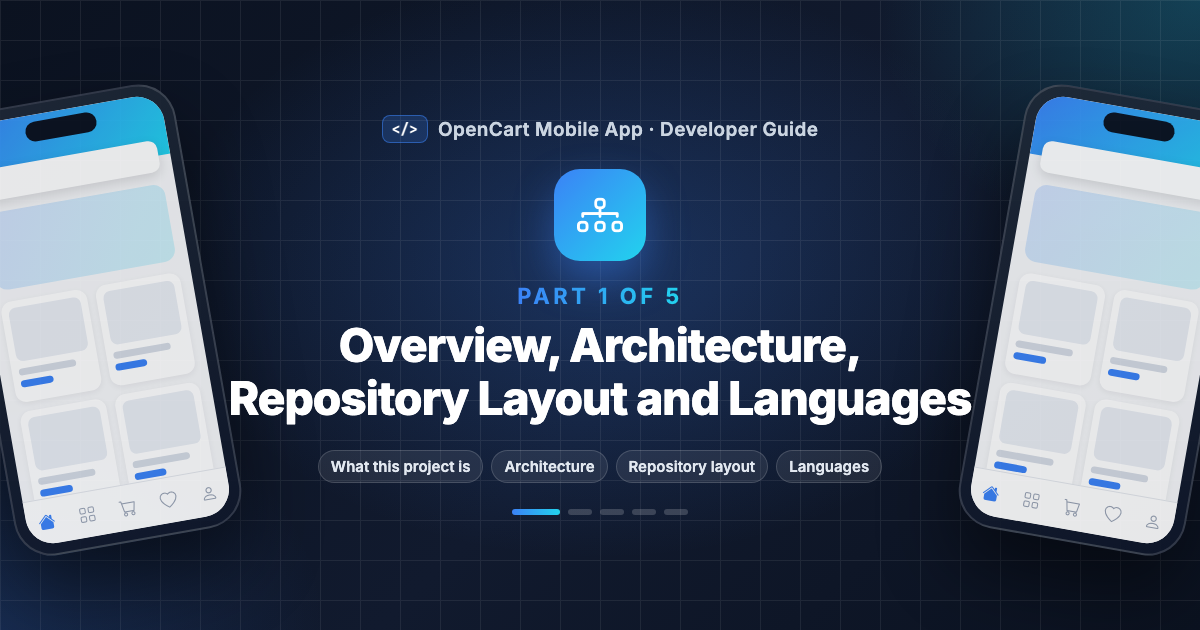 </> OpenCart Mobile App · Developer Guide
PART 1 OF 5
Overview, Architecture,
Repository Layout and Languages
What this project is
Architecture
Repository layout
Languages